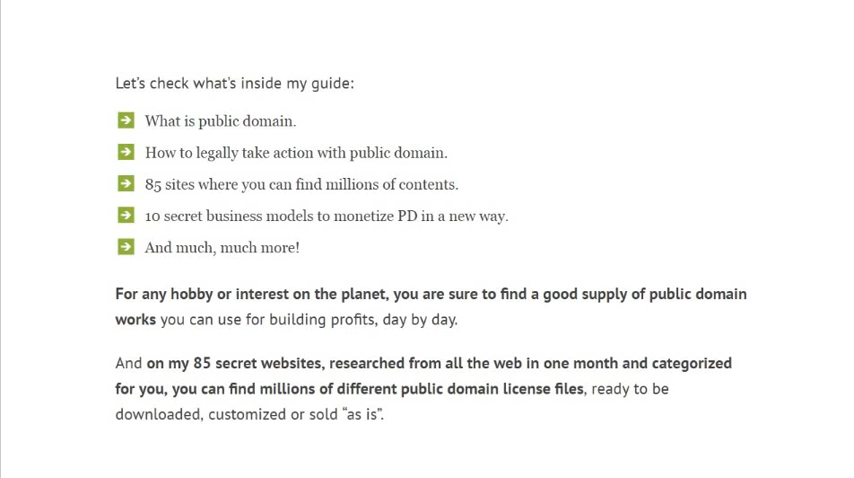 Let's check what's inside my guide:
What is public domain.
How to legally take action with public domain.
85 sites where you can find millions of contents.
10 secret business models to monetize PD in a new way.
And much, much more!
For any hobby or interest on the planet, you are sure to find a good supply of public domain
works you can use for building profits, day by day.
And on my 85 secret websites, researched from all the web in one month and categorized
for you, you can find millions of different public domain license files, ready to be
downloaded, customized or sold “as is”.